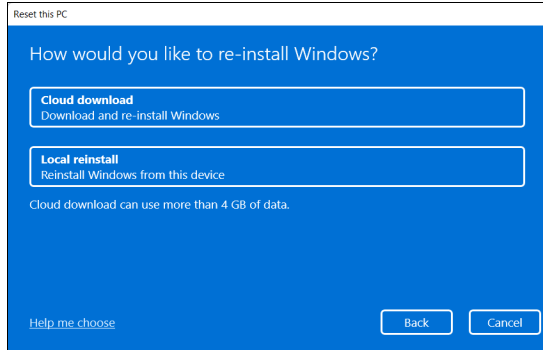 Reset this PC
How would you like to re-install Windows?
Cloud download
Download and re-install Windows
Local reinstall
Reinstall Windows from this device
Cloud download can use more than 4 GB of data.
Help me choose
Back
Cancel